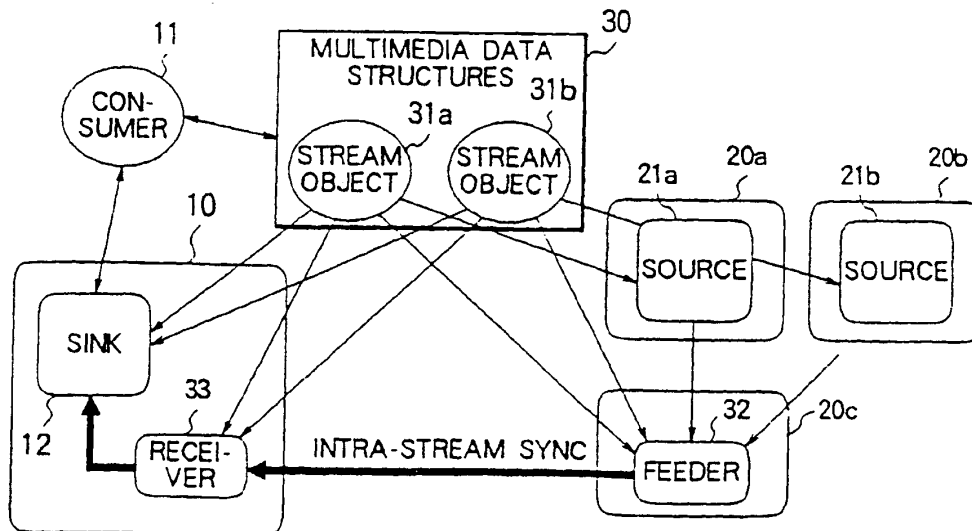 11
CON-
SUMER
MULTIMEDIA DATA
STRUCTURES
30
31a
31b
STREAM
OBJECT
STREAM
OBJECT
20a
20b
21a
21b
SOURCE
SOURCE
10
SINK
12
33
RECEI-
VER
INTRA-STREAM SYNC
32
FEEDER
20c